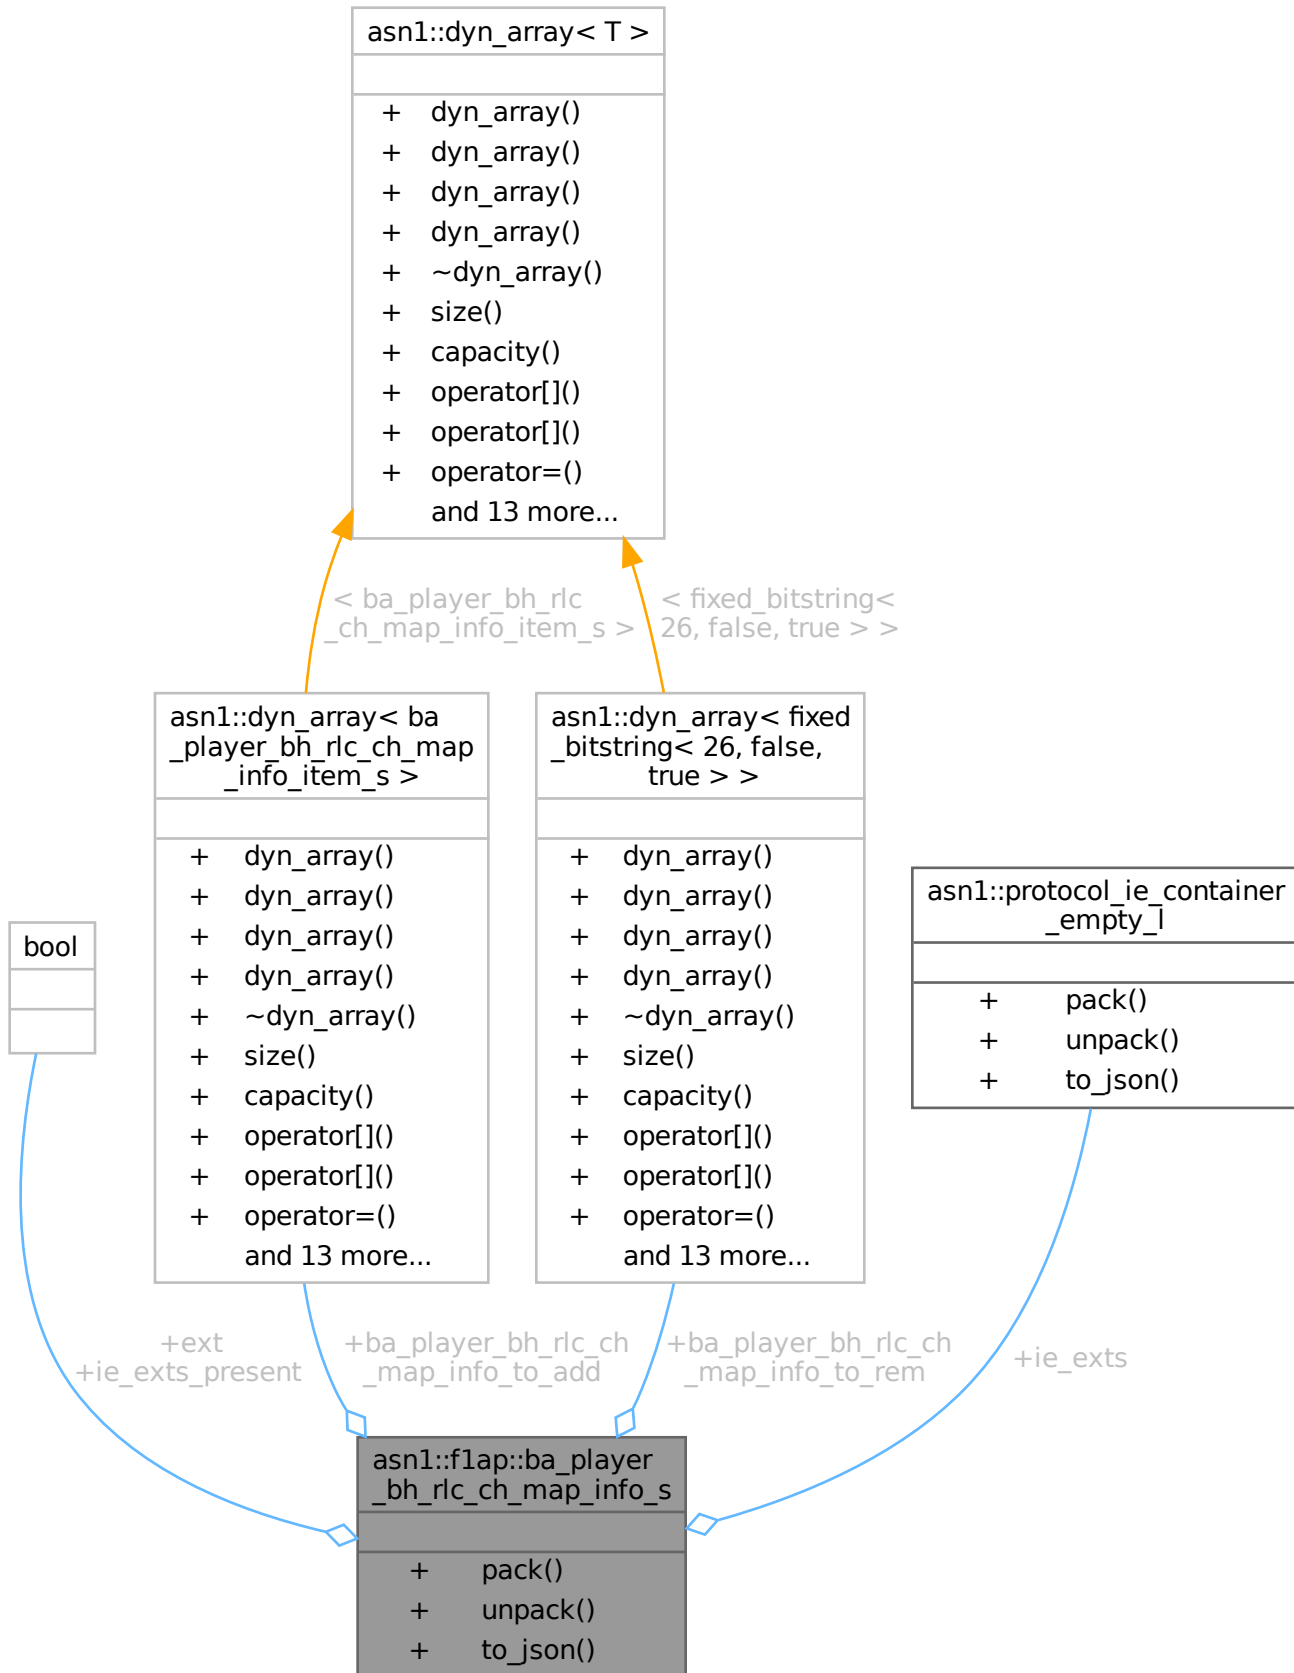 asn1::dyn_array< T >
+ dyn_array()
+ dyn_array()
+ dyn_array()
+ dyn_array()
+ ~dyn_array()
+ size()
+ capacity()
+ operator[]()
+ operator[]()
+ operator=()
and 13 more...
< ba_player_bh_rlc
_ch_map_info_item_s >
< fixed_bitstring<
26, false, true > >
asn1::dyn_array< ba
_player_bh_rlc_ch_map
_info_item_s >
+ dyn_array()
+ dyn_array()
+ dyn_array()
+ dyn_array()
+ ~dyn_array()
+ size()
+ capacity()
+ operator[]()
+ operator[]()
+ operator=()
and 13 more...
asn1::dyn_array< fixed
_bitstring< 26, false,
true > >
+ dyn_array()
+ dyn_array()
+ dyn_array()
+ dyn_array()
+ ~dyn_array()
+ size()
+ capacity()
+ operator[]()
+ operator[]()
+ operator=()
and 13 more...
asn1::protocol_ie_container
_empty_l
+ pack()
+ unpack()
+ to_json()
bool
+ext
+ie_exts_present
+ba_player_bh_rlc_ch
_map_info_to_add
+ba_player_bh_rlc_ch
_map_info_to_rem
+ie_exts
asn1::f1ap::ba_player
_bh_rlc_ch_map_info_s
+ pack()
+ unpack()
+ to_json()